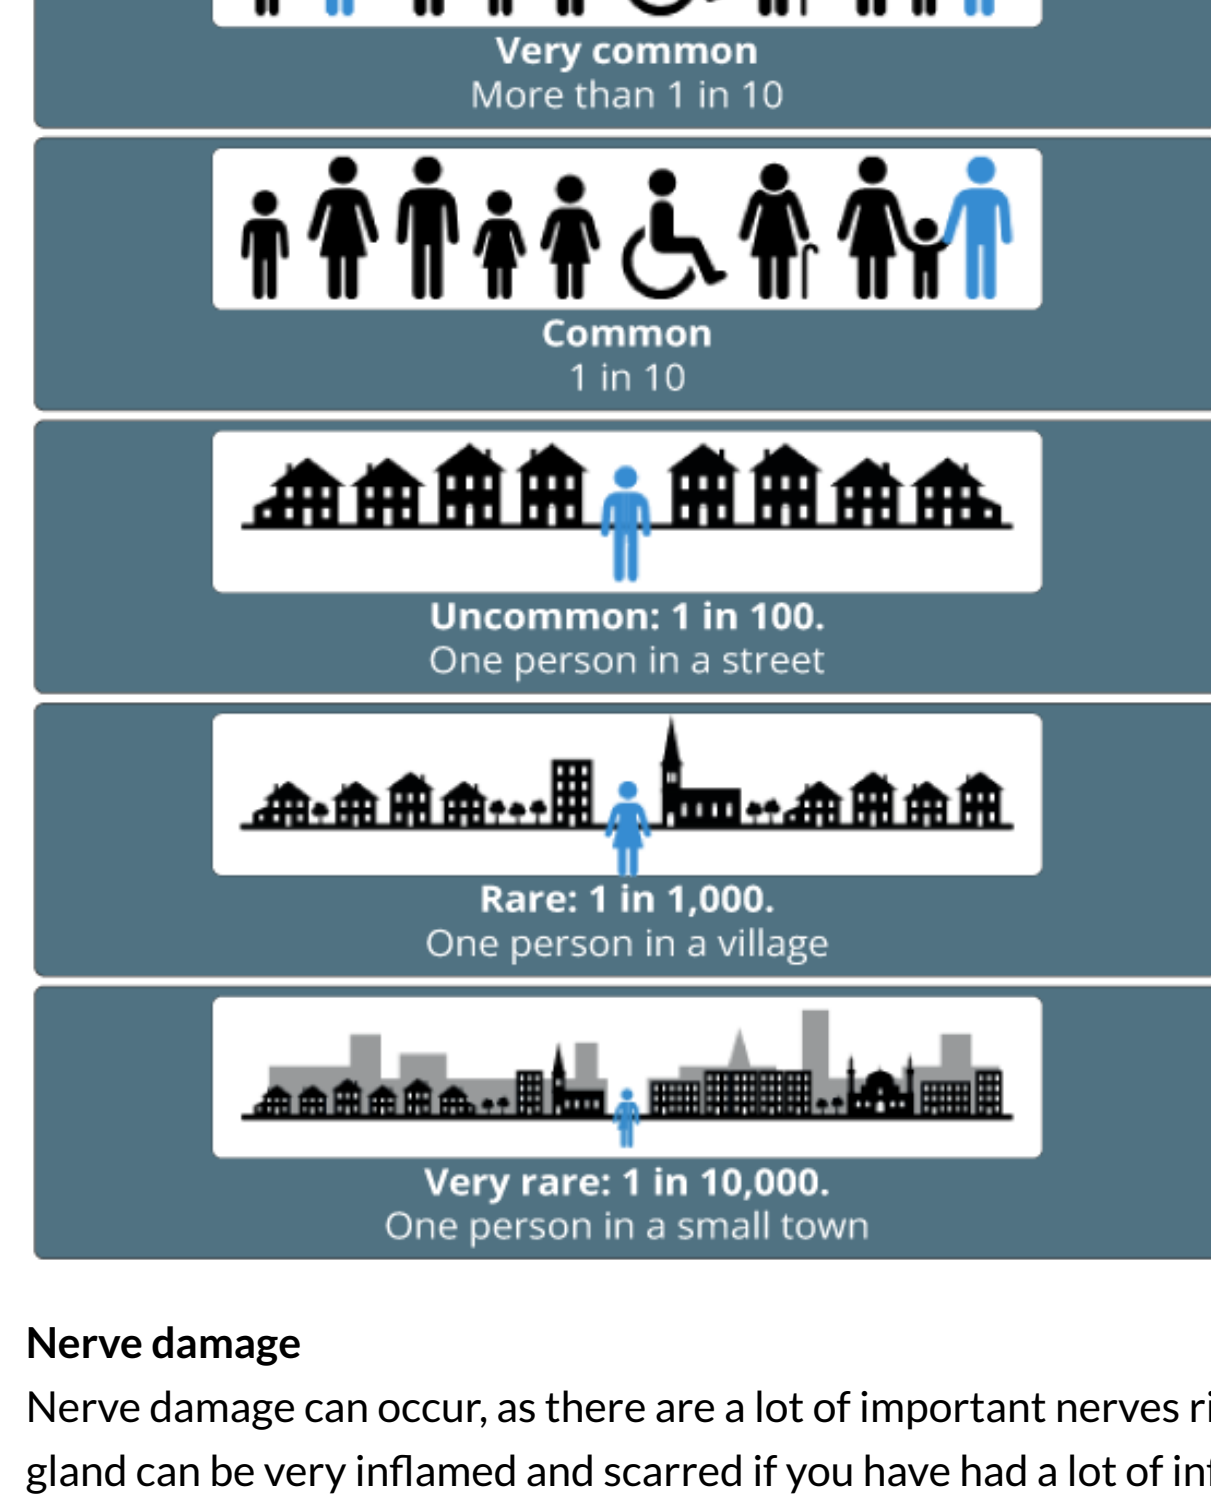 Very common
More than 1 in 10
Common
1 in 10
Uncommon: 1 in 100.
One person in a street
Rare: 1 in 1,000.
One person in a village
Very rare: 1 in 10,000.
One person in a small town
Nerve damage
Nerve damage can occur, as there are a lot of important nerves
gland can be very inflamed and scarred if you have had a lot of